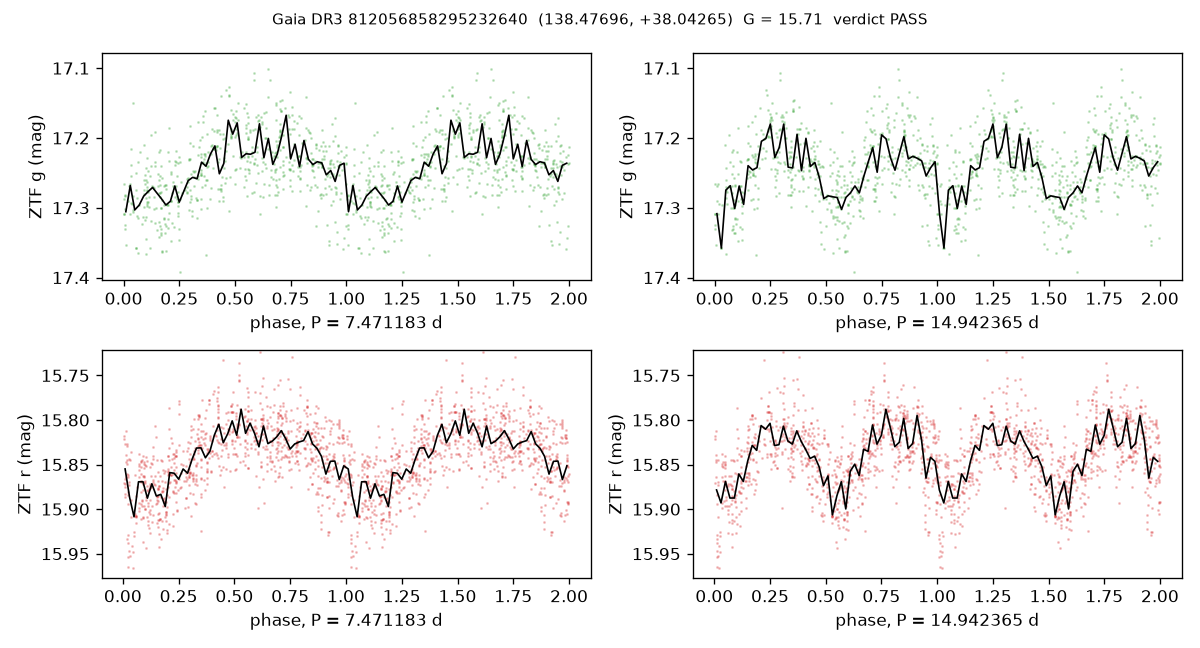 Gaia DR3 812056858295232640 (138.47696, +38.04265) G = 15.71 verdict PASS
ZTF g (mag)
17.1
17.2
17.3
17.4
0.00 0.25 0.50 0.75 1.00 1.25 1.50 1.75 2.00
phase, P = 7.471183 d
ZTF g (mag)
17.1
17.2
17.3
17.4
0.00 0.25 0.50 0.75 1.00 1.25 1.50 1.75 2.00
phase, P = 14.942365 d
ZTF r (mag)
15.75
15.80
15.85
15.90
15.95
0.00 0.25 0.50 0.75 1.00 1.25 1.50 1.75 2.00
phase, P = 7.471183 d
ZTF r (mag)
15.75
15.80
15.85
15.90
15.95
0.00 0.25 0.50 0.75 1.00 1.25 1.50 1.75 2.00
phase, P = 14.942365 d